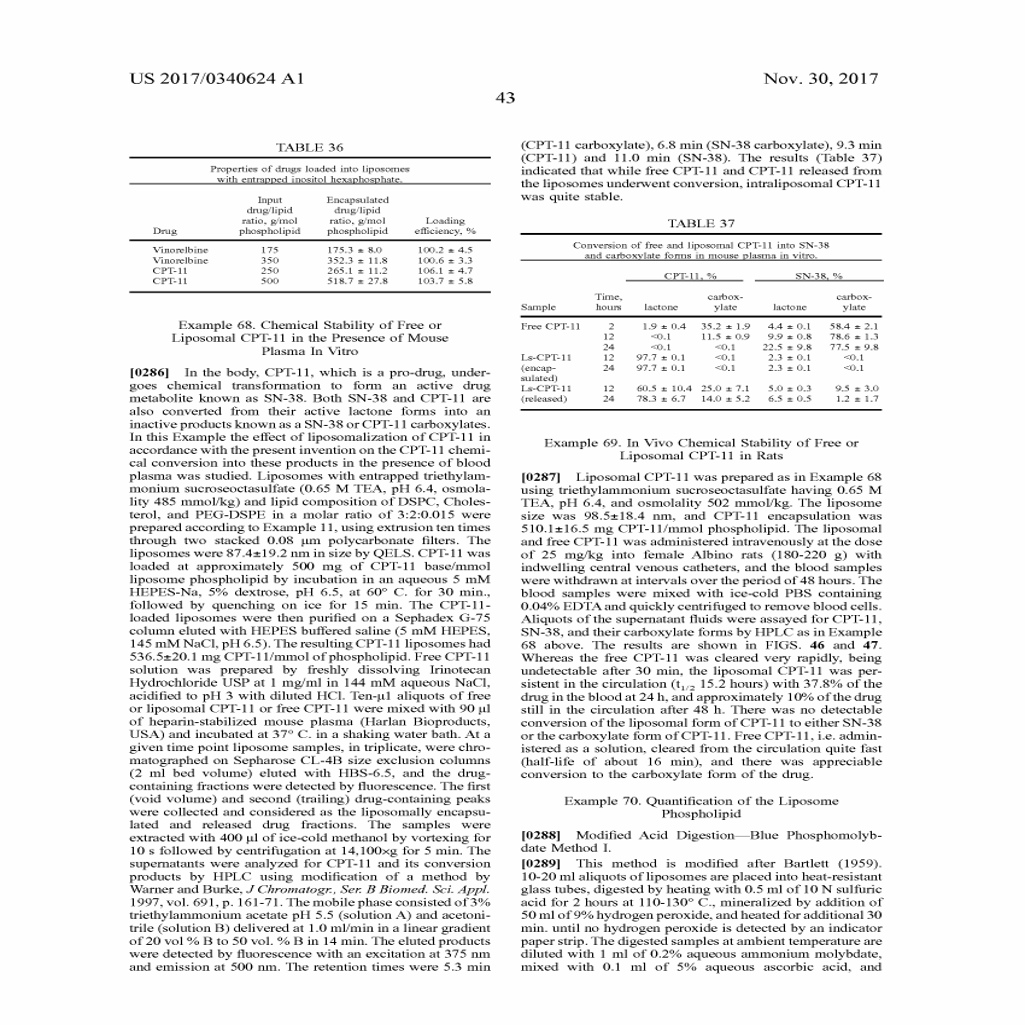 US 2017/0340624 A1
Nov. 30, 2017
43
TABLE 36
Properties of drugs loaded into liposomes
with entrapped inositol hexaphosphate.
Drug Input drug/lipid ratio, g/mol phospholipid Encapsulated drug/lipid ratio, g/mol phospholipid Loading efficiency, %
Vinorelbine 175 175.3 ± 8.0 100.2 ± 4.5
Vinorelbine 350 352.3 ± 11.8 100.6 ± 3.3
CPT-11 250 265.1 ± 11.2 106.1 ± 4.7
CPT-11 500 518.7 ± 27.8 103.7 ± 5.8
Example 68. Chemical Stability of Free or
Liposomal CPT-11 in the Presence of Mouse
Plasma In Vitro
[0286] In the body, CPT-11, which is a pro-drug, under-
goes chemical transformation to form an active drug
metabolite known as SN-38. Both SN-38 and CPT-11 are
also converted from their active lactone forms into an
inactive products known as a SN-38 or CPT-11 carboxylates.
In this Example the effect of liposomalization of CPT-11 in
accordance with the present invention on the CPT-11 chemi-
cal conversion into these products in the presence of blood
plasma was studied. Liposomes with entrapped triethylam-
monium sucroseoctasulfate (0.65 M TEA, pH 6.4, osmola-
lity 485 mmol/kg) and lipid composition of DSPC, Choles-
erol, and PEG-DSPE in a molar ratio of 3:2:0.015 were
prepared according to Example 11, using extrusion ten times
through two stacked 0.08 μm polycarbonate filters. The
liposomes were 87.4±19.2 nm in size by QELS. CPT-11 was
loaded at approximately 500 mg of CPT-11 base/mmol
liposome phospholipid by incubation in an aqueous 5 mM
HEPES-Na, 5% dextrose, pH 6.5, at 60° C. for 30 min.,
followed by quenching on ice for 15 min. The CPT-11-
loaded liposomes were then purified on a Sephadex G-75
column eluted with HEPES buffered saline (5 mM HEPES,
145 mM NaCl, pH 6.5). The resulting CPT-11 liposomes had
536.5±20.1 mg CPT-11/mmol of phospholipid. Free CPT-11
solution was prepared by freshly dissolving Irinotecan
Hydrochloride USP at 1 mg/ml in 144 mM aqueous NaCl,
acidified to pH 3 with diluted HCl. Ten-μl aliquots of free
or liposomal CPT-11 or free CPT-11 were mixed with 90 μl
of heparin-stabilized mouse plasma (Harlan Bioproducts,
USA) and incubated at 37° C. in a shaking water bath. At a
given time point liposome samples, in triplicate, were chro-
matographed on Sepharose CL-4B size exclusion columns
(2 ml bed volume) eluted with HBS-6.5, and the drug-
containing fractions were detected by fluorescence. The first
(void volume) and second (trailing) drug-containing peaks
were collected and considered as the liposomally encapsu-
lated and released drug fractions. The samples were
extracted with 400 μl of ice-cold methanol by vortexing for
10 s followed by centrifugation at 14,100×g for 5 min. The
supernatants were analyzed for CPT-11 and its conversion
products by HPLC using modification of a method by
Warner and Burke, J Chromatogr., Ser. B Biomed. Sci. Appl.
1997, vol. 691, p. 161-71. The mobile phase consisted of 3%
triethylammonium acetate pH 5.5 (solution A) and acetoni-
trile (solution B) delivered at 1.0 ml/min in a linear gradient
of 20 vol % B to 50 vol. % B in 14 min. The eluted products
were detected by fluorescence with an excitation at 375 nm
and emission at 500 nm. The retention times were 5.3 min
(CPT-11 carboxylate), 6.8 min (SN-38 carboxylate), 9.3 min
(CPT-11) and 11.0 min (SN-38). The results (Table 37)
indicated that while free CPT-11 and CPT-11 released from
the liposomes underwent conversion, intraliposomal CPT-11
was quite stable.
TABLE 37
Conversion of free and liposomal CPT-11 into SN-38
and carboxylate forms in mouse plasma in vitro.
CPT-11, % SN-38, %
Sample Time, hours lactone carbox-ylate lactone carbox-ylate
Free CPT-11 2 1.9 ± 0.4 35.2 ± 1.9 4.4 ± 0.1 58.4 ± 2.1
12 <0.1 11.5 ± 0.9 9.9 ± 0.8 78.6 ± 1.3
24 <0.1 <0.1 22.5 ± 9.8 77.5 ± 9.8
Ls-CPT-11 12 97.7 ± 0.1 <0.1 2.3 ± 0.1 <0.1
(encap- 24 97.7 ± 0.1 <0.1 2.3 ± 0.1 <0.1
sulated)
Ls-CPT-11 12 60.5 ± 10.4 25.0 ± 7.1 5.0 ± 0.3 9.5 ± 3.0
(released) 24 78.3 ± 6.7 14.0 ± 5.2 6.5 ± 0.5 1.2 ± 1.7
Example 69. In Vivo Chemical Stability of Free or
Liposomal CPT-11 in Rats
[0287] Liposomal CPT-11 was prepared as in Example 68
using triethylammonium sucroseoctasulfate having 0.65 M
TEA, pH 6.4, and osmolality 502 mmol/kg. The liposome
size was 98.5±18.4 nm, and CPT-11 encapsulation was
510.1±16.5 mg CPT-11/mmol phospholipid. The liposomal
and free CPT-11 was administered intravenously at the dose
of 25 mg/kg into female Albino rats (180-220 g) with
indwelling central venous catheters, and the blood samples
were withdrawn at intervals over the period of 48 hours. The
blood samples were mixed with ice-cold PBS containing
0.04% EDTA and quickly centrifuged to remove blood cells.
Aliquots of the supernatant fluids were assayed for CPT-11,
SN-38, and their carboxylate forms by HPLC as in Example
68 above. The results are shown in FIGS. 46 and 47.
Whereas the free CPT-11 was cleared very rapidly, being
undetectable after 30 min, the liposomal CPT-11 was per-
sistent in the circulation (t1/2 15.2 hours) with 37.8% of the
drug in the blood at 24 h, and approximately 10% of the drug
still in the circulation after 48 h. There was no detectable
conversion of the liposomal form of CPT-11 to either SN-38
or the carboxylate form of CPT-11. Free CPT-11, i.e. admin-
istered as a solution, cleared from the circulation quite fast
(half-life of about 16 min), and there was appreciable
conversion to the carboxylate form of the drug.
Example 70. Quantification of the Liposome
Phospholipid
[0288] Modified Acid Digestion—Blue Phosphomolyb-
date Method I.
[0289] This method is modified after Bartlett (1959).
10-20 ml aliquots of liposomes are placed into heat-resistant
glass tubes, digested by heating with 0.5 ml of 10 N sulfuric
acid for 2 hours at 110-130° C., mineralized by addition of
50 ml of 9% hydrogen peroxide, and heated for additional 30
min. until no hydrogen peroxide is detected by an indicator
paper strip. The digested samples at ambient temperature are
diluted with 1 ml of 0.2% aqueous ammonium molybdate,
mixed with 0.1 ml of 5% aqueous ascorbic acid, and